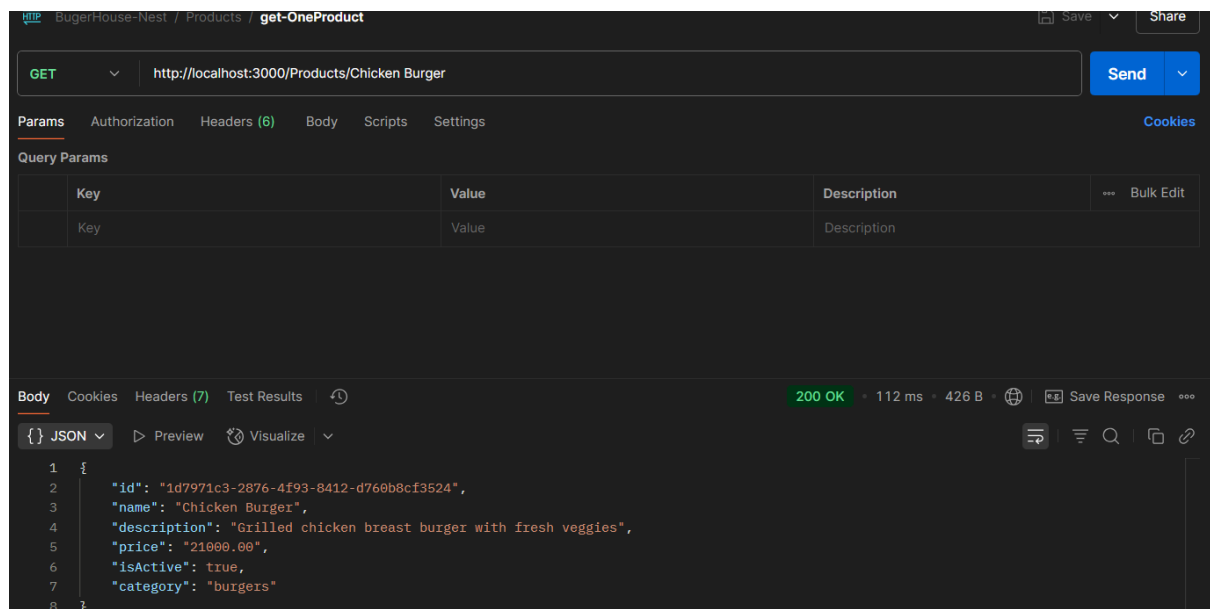 HTTP BugerHouse-Nest / Products / get-OneProduct Save Share
GET http://localhost:3000/Products/Chicken Burger Send
Params Authorization Headers (6) Body Scripts Settings Cookies
Query Params
Key Value Description Bulk Edit
Key Value Description
Body Cookies Headers (7) Test Results 200 OK • 112 ms • 426 B e.g. Save Response
{} JSON Preview Visualize
1 {
2 "id": "1d7971c3-2876-4f93-8412-d760b8cf3524",
3 "name": "Chicken Burger",
4 "description": "Grilled chicken breast burger with fresh veggies",
5 "price": "21000.00",
6 "isActive": true,
7 "category": "burgers"
8 }